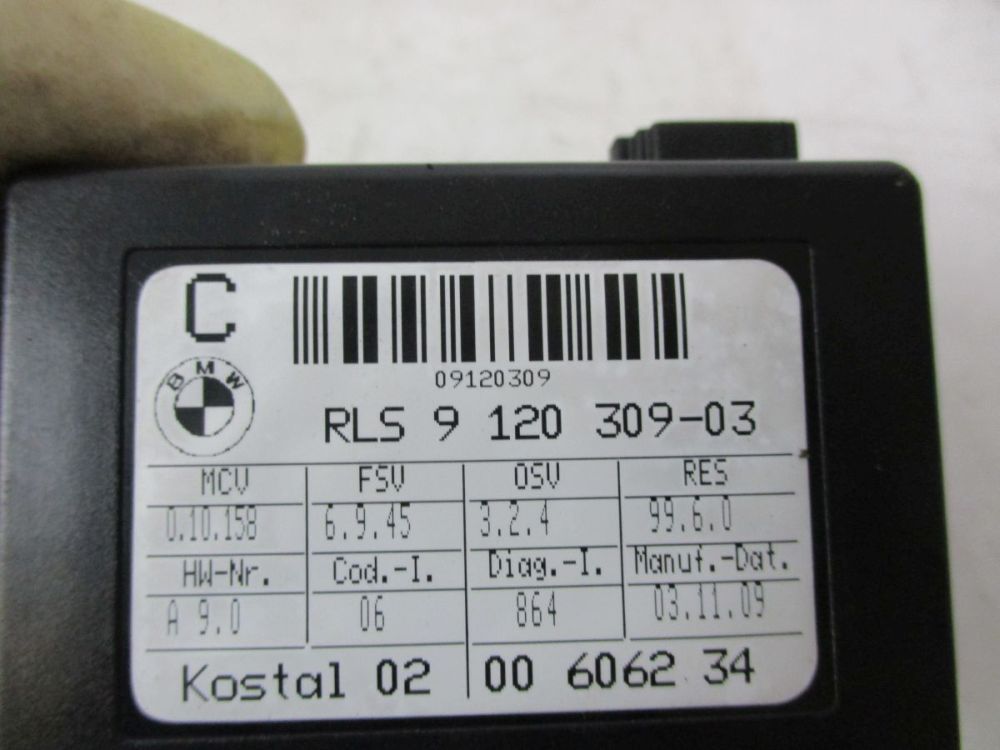 C
09120309
BMW
RLS 9 120 309-03
MCV FSV OSV RES
0.10.158 6.9.45 3.2.4 99.6.0
HW-Nr. Cod.-I. Diag.-I. Manuf.-Dat.
A 9.0 06 864 03.11.09
Kostal 02 00 6062 34